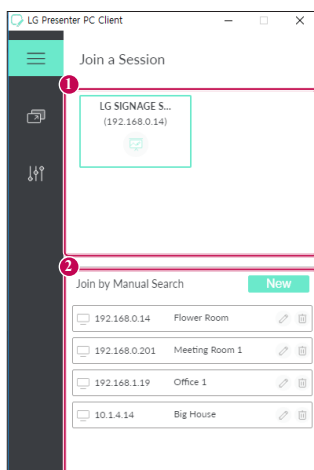 LG Presenter PC Client
Join a Session
1
LG SIGNAGE S...
(192.168.0.14)
2
Join by Manual Search New
192.168.0.14 Flower Room
192.168.0.201 Meeting Room 1
192.168.1.19 Office 1
10.1.4.14 Big House